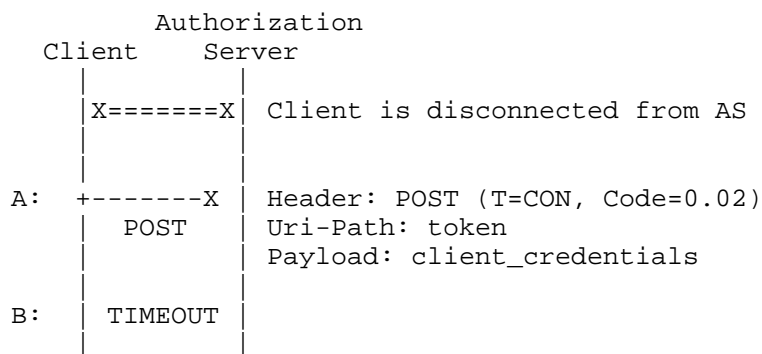 Authorization
Client Server
X=======X Client is disconnected from AS
A: +-------X Header: POST (T=CON, Code=0.02)
POST Uri-Path: token
Payload: client_credentials
B: TIMEOUT